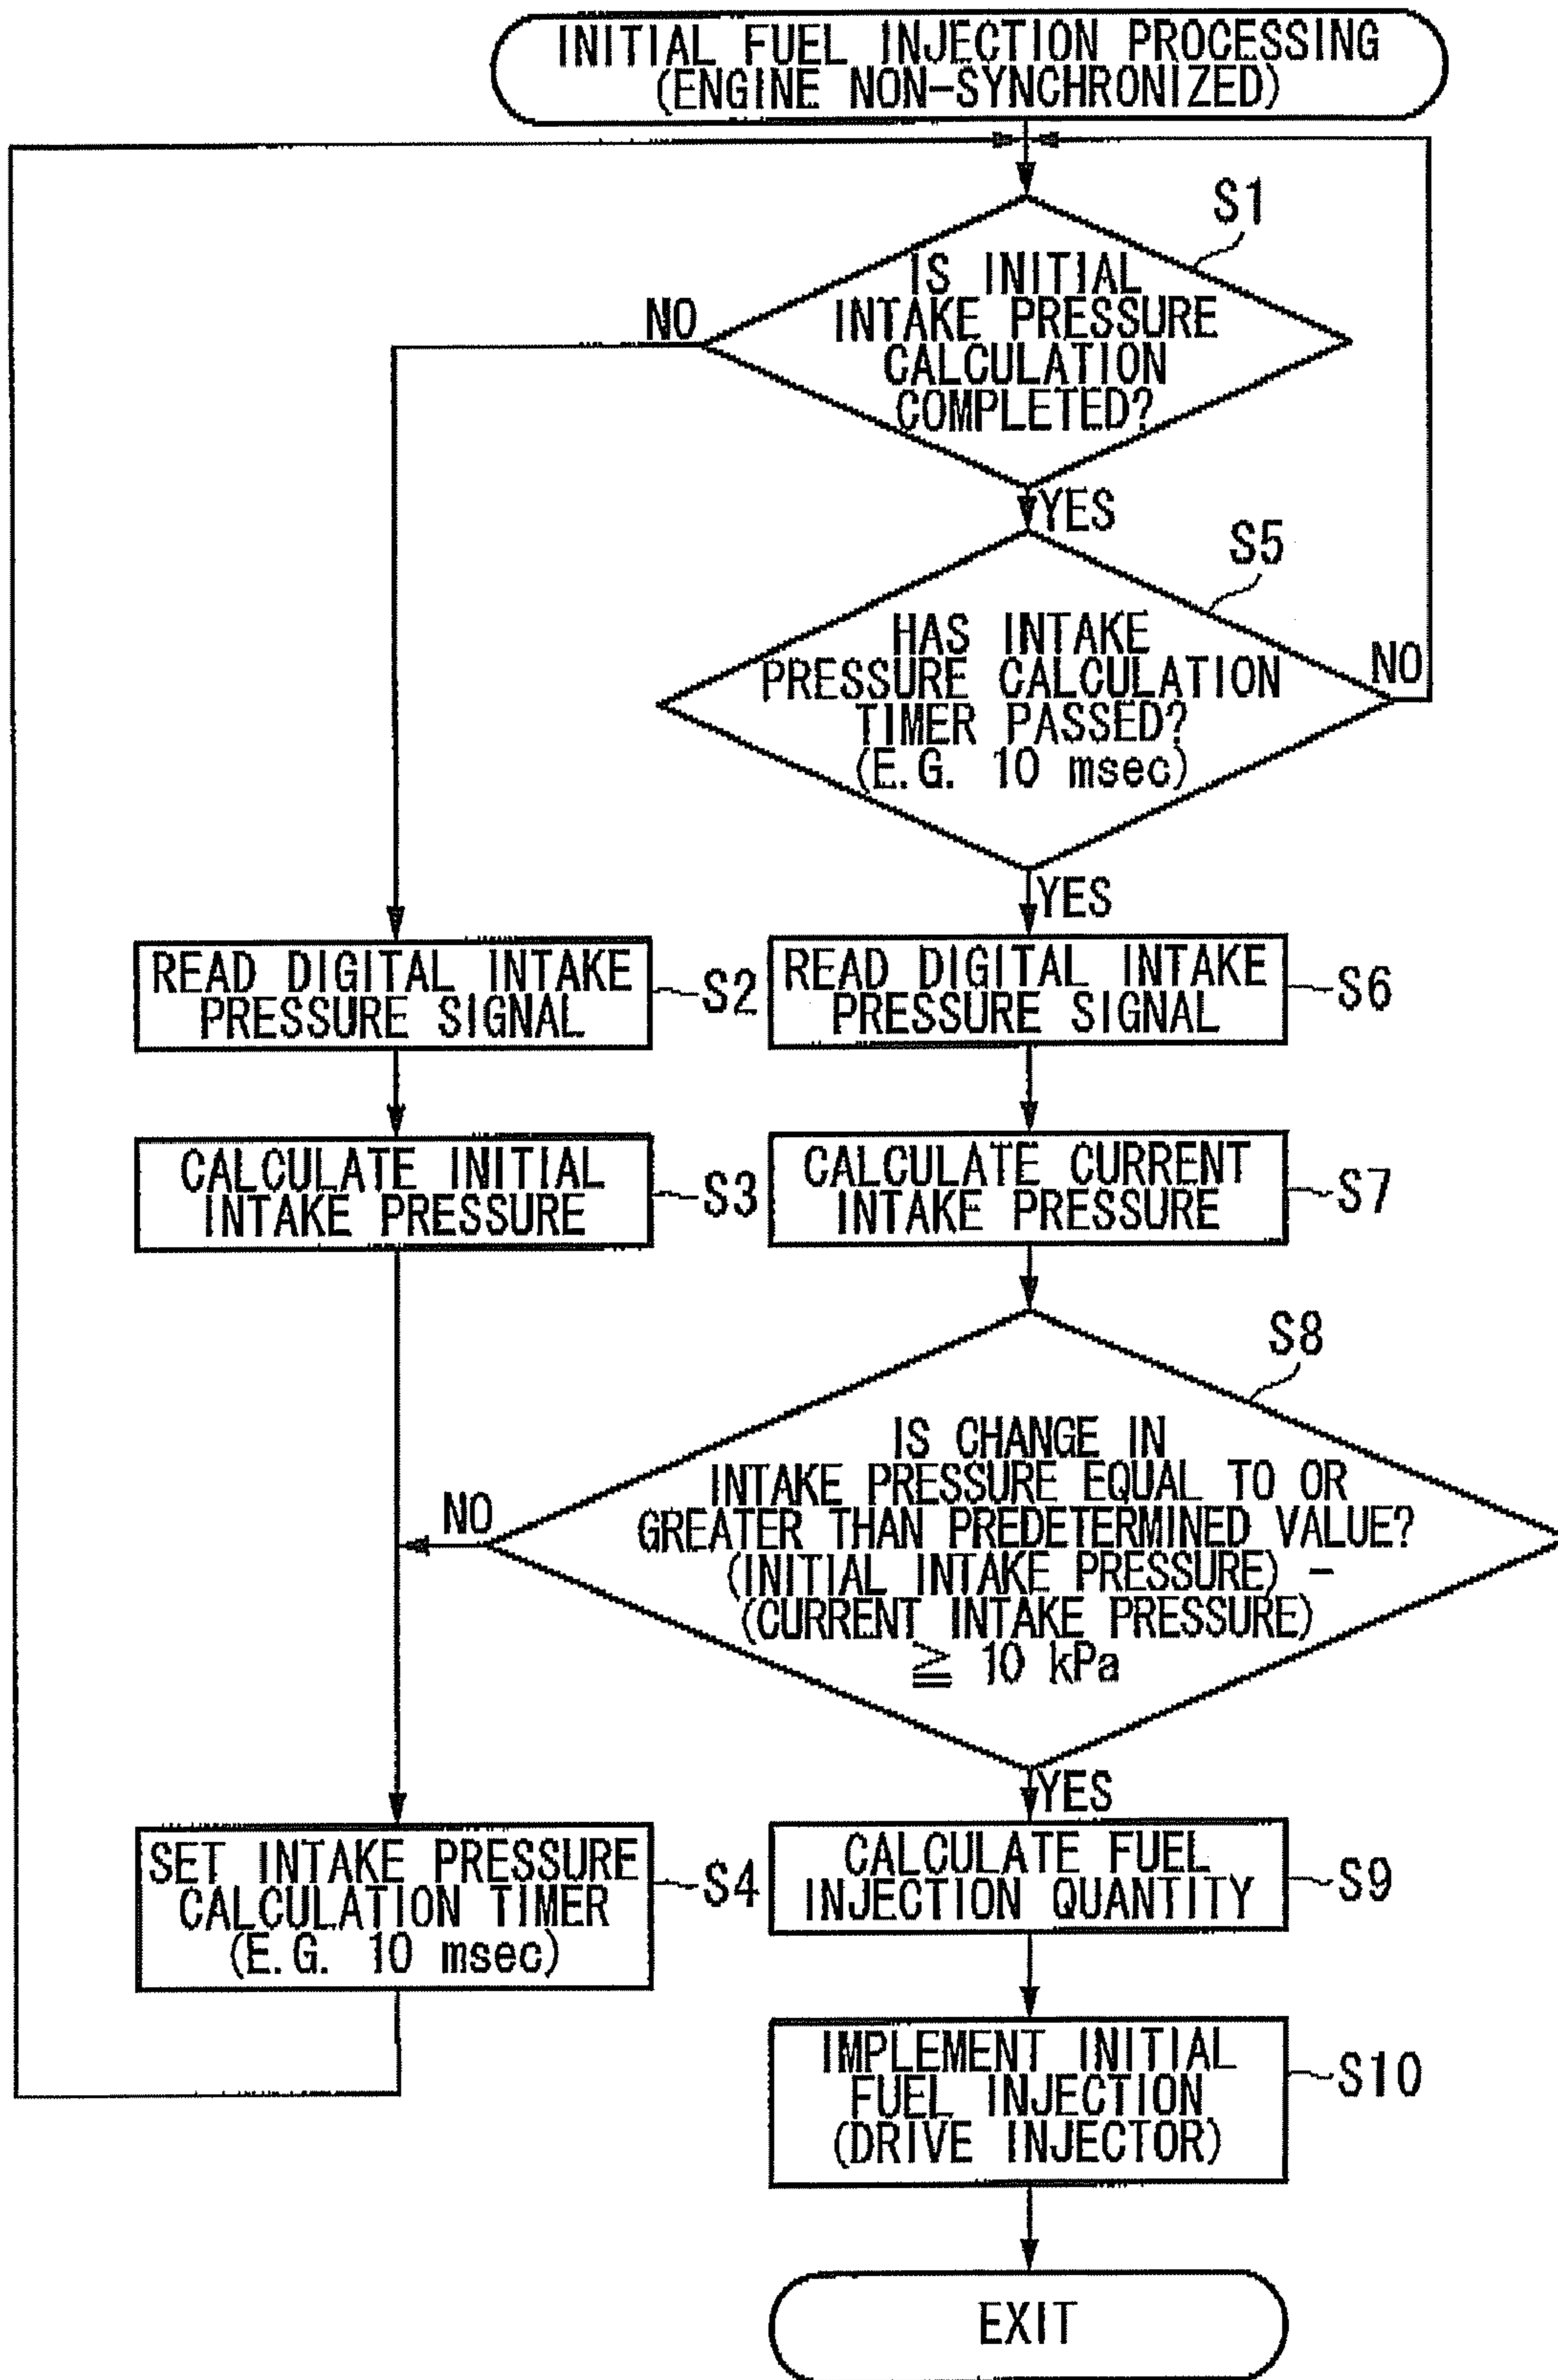 INITIAL FUEL INJECTION PROCESSING
(ENGINE NON-SYNCHRONIZED)
S1
IS INITIAL
INTAKE PRESSURE
CALCULATION
COMPLETED?
NO
YES
S5
HAS INTAKE
PRESSURE CALCULATION
TIMER PASSED?
(E.G. 10 msec)
NO
YES
READ DIGITAL INTAKE
PRESSURE SIGNAL
S2
READ DIGITAL INTAKE
PRESSURE SIGNAL
S6
CALCULATE INITIAL
INTAKE PRESSURE
S3
CALCULATE CURRENT
INTAKE PRESSURE
S7
S8
IS CHANGE IN
INTAKE PRESSURE EQUAL TO OR
GREATER THAN PREDETERMINED VALUE?
(INITIAL INTAKE PRESSURE) -
(CURRENT INTAKE PRESSURE)
≧ 10 kPa
NO
YES
SET INTAKE PRESSURE
CALCULATION TIMER
(E.G. 10 msec)
S4
CALCULATE FUEL
INJECTION QUANTITY
S9
IMPLEMENT INITIAL
FUEL INJECTION
(DRIVE INJECTOR)
S10
EXIT